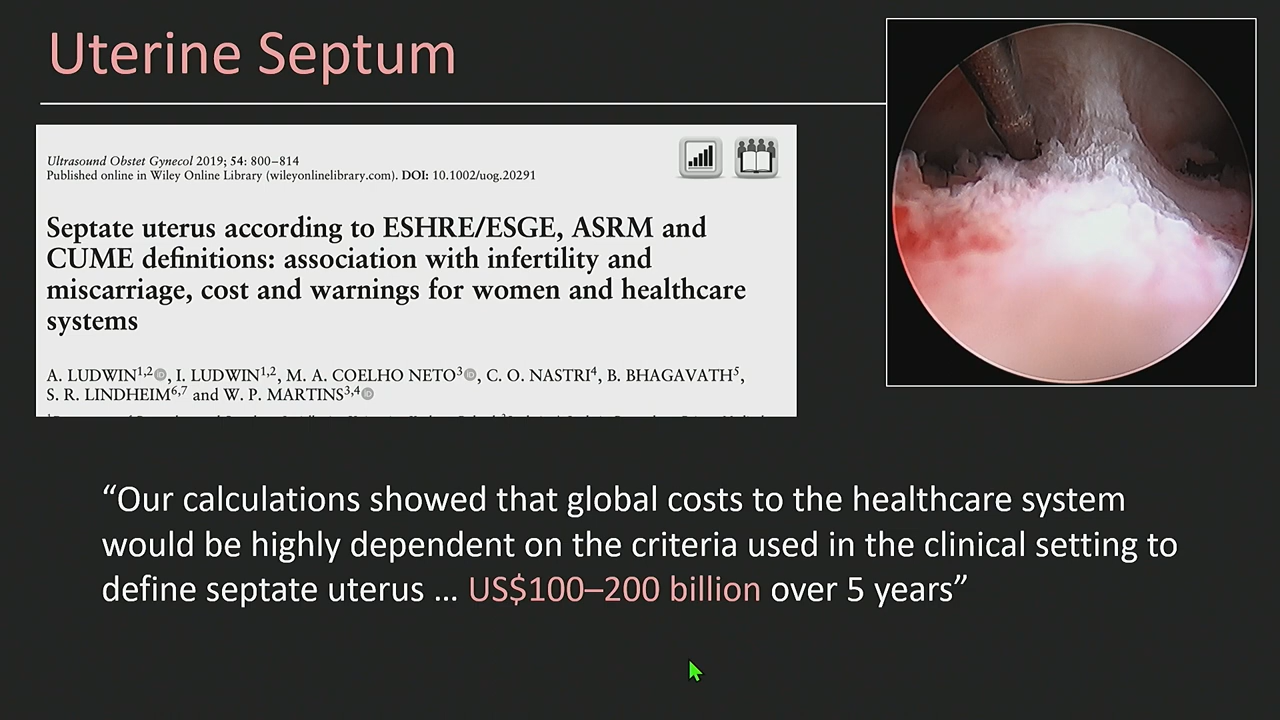 Uterine Septum
Ultrasound Obstet Gynecol 2019; 54: 800–814
Published online in Wiley Online Library (wileyonlinelibrary.com). DOI: 10.1002/uog.20291
Septate uterus according to ESHRE/ESGE, ASRM and
CUME definitions: association with infertility and
miscarriage, cost and warnings for women and healthcare
systems
A. LUDWIN1,2, I. LUDWIN1,2, M. A. COELHO NETO3, C. O. NASTRI4, B. BHAGAVATH5,
S. R. LINDHEIM6,7 and W. P. MARTINS3,4
“Our calculations showed that global costs to the healthcare system
would be highly dependent on the criteria used in the clinical setting to
define septate uterus ... US$100–200 billion over 5 years”